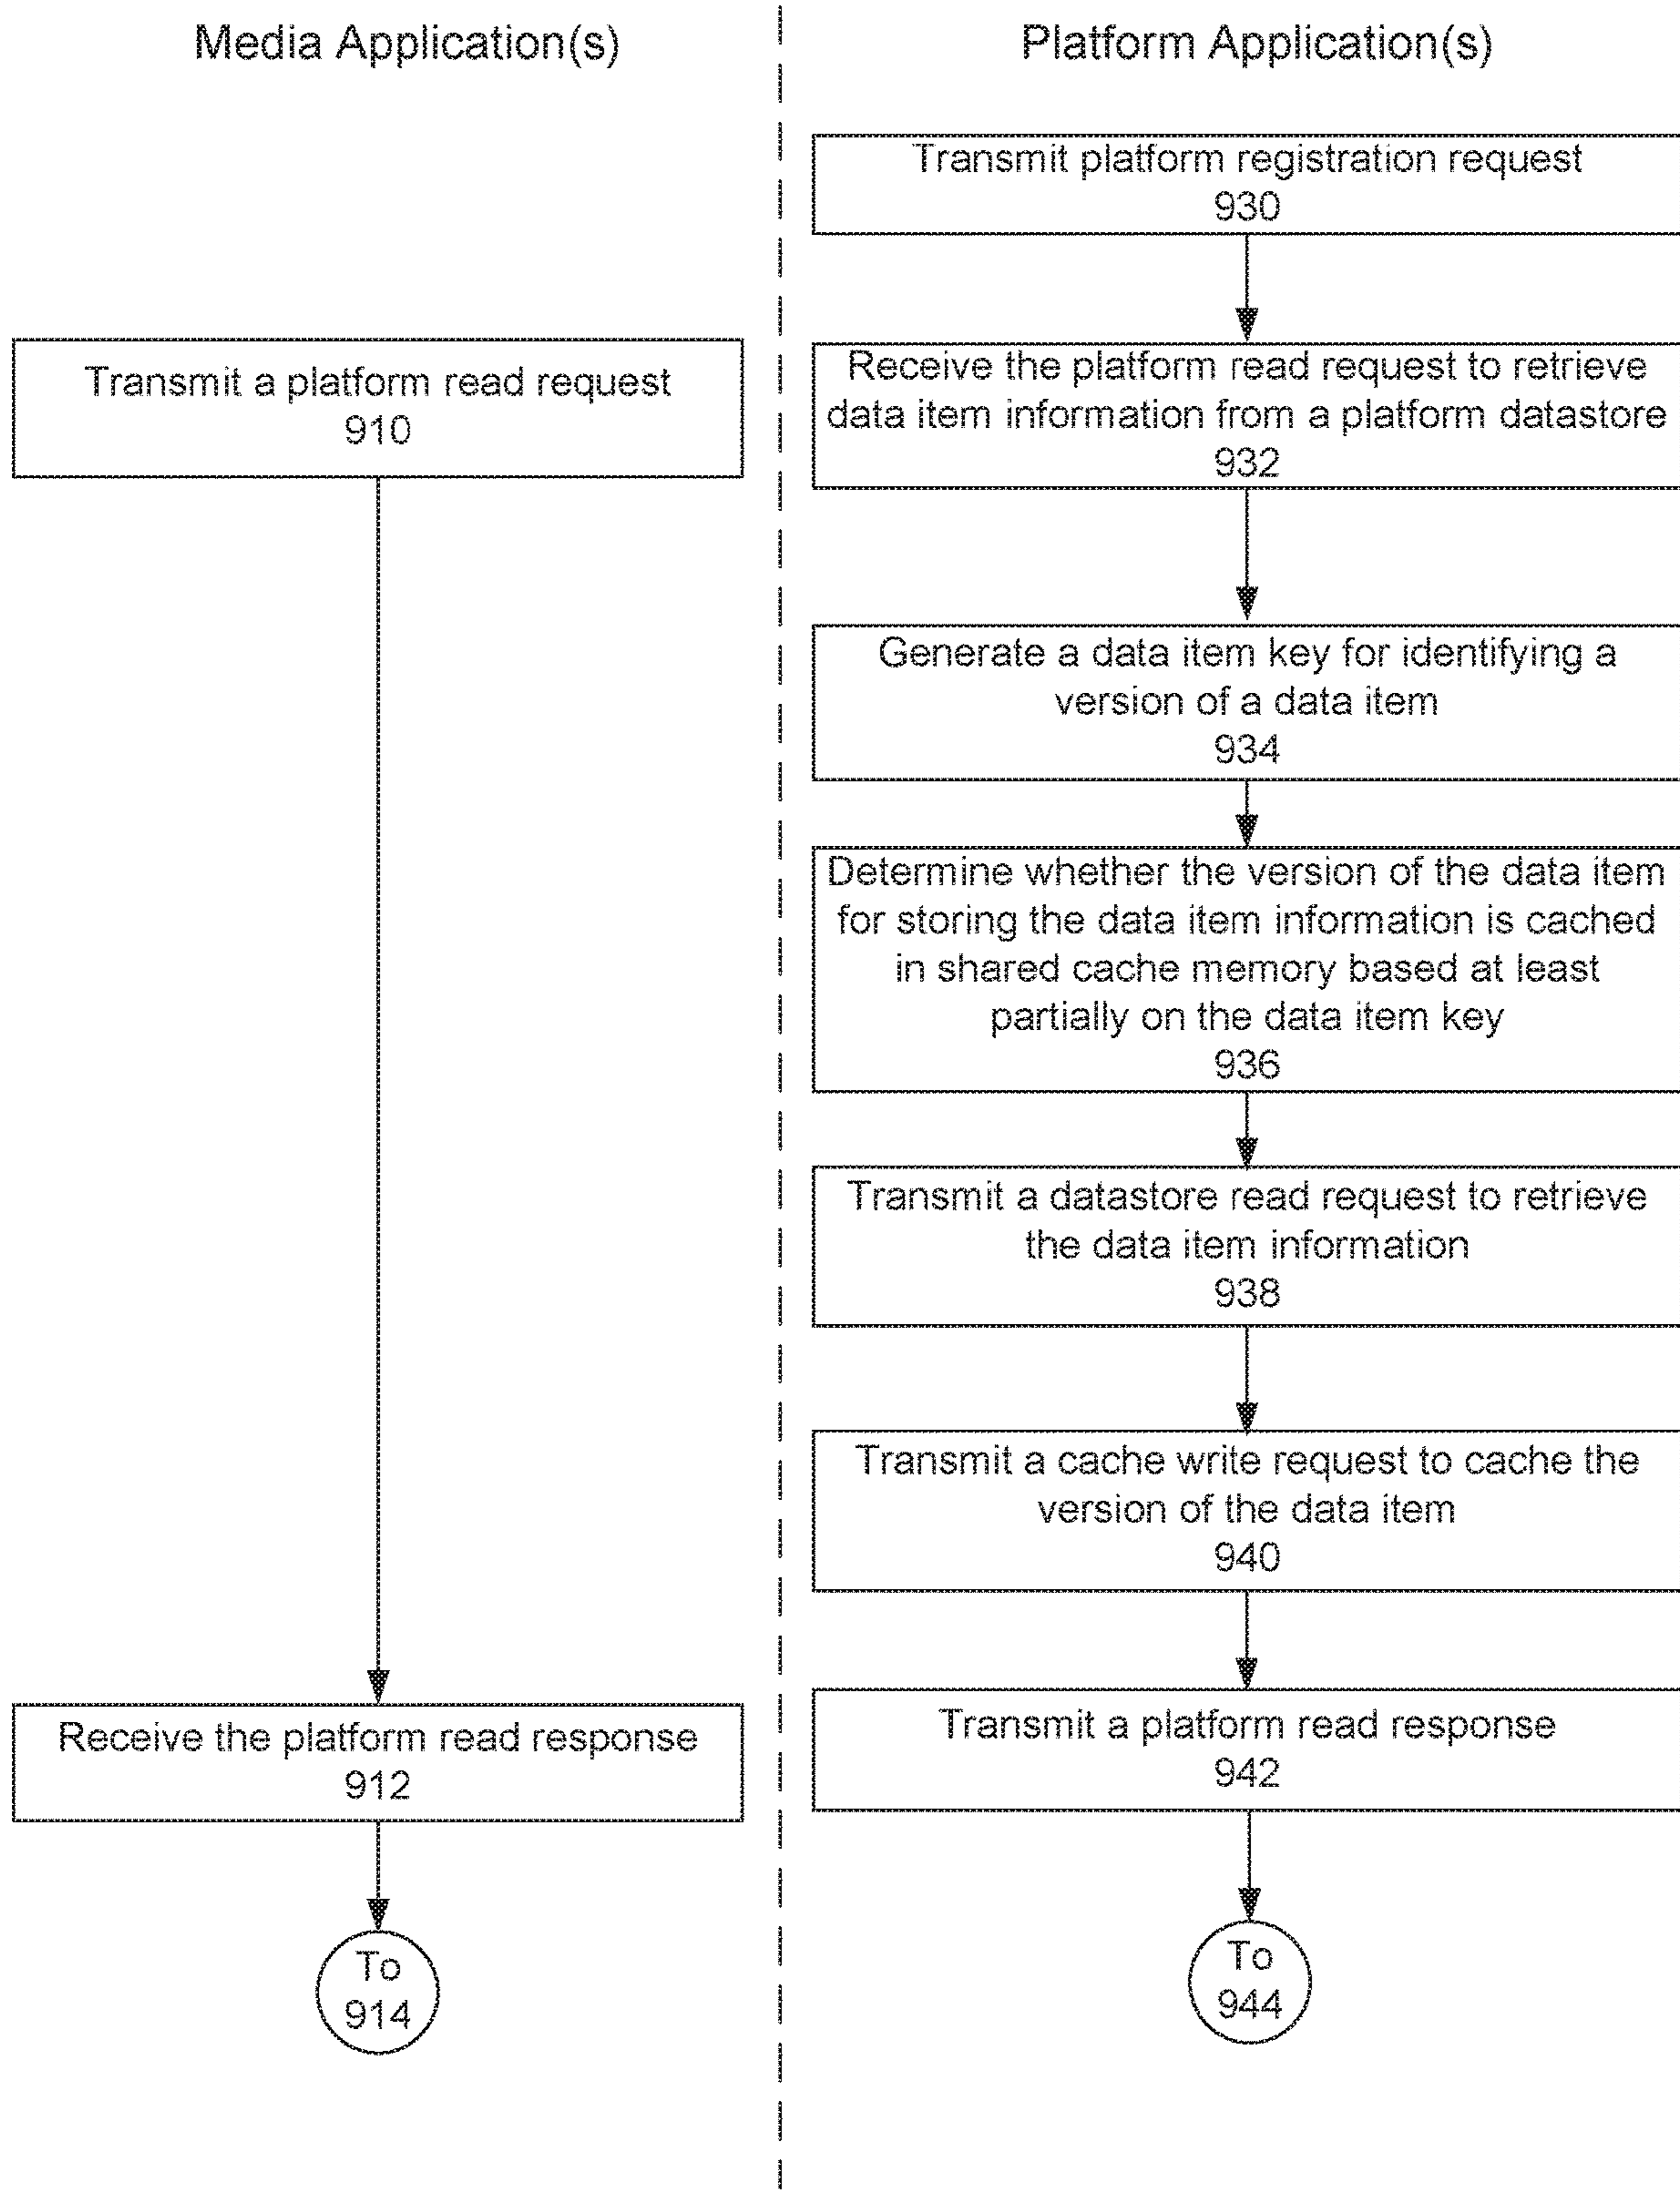 Media Application(s)
Platform Application(s)
Transmit platform registration request
930
Transmit a platform read request
910
Receive the platform read request to retrieve
data item information from a platform datastore
932
Generate a data item key for identifying a
version of a data item
934
Determine whether the version of the data item
for storing the data item information is cached
in shared cache memory based at least
partially on the data item key
936
Transmit a datastore read request to retrieve
the data item information
938
Transmit a cache write request to cache the
version of the data item
940
Receive the platform read response
912
Transmit a platform read response
942
To
914
To
944